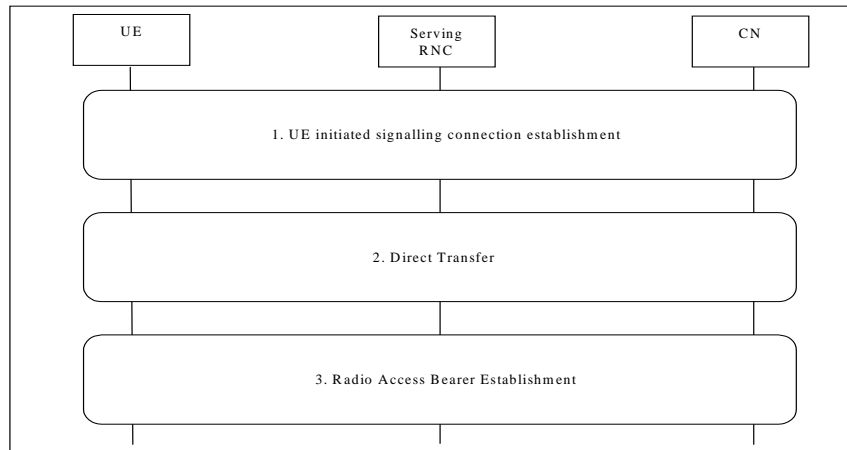 UE
Serving
RNC
CN
1. UE initiated signalling connection establishment
2. Direct Transfer
3. Radio Access Bearer Establishment